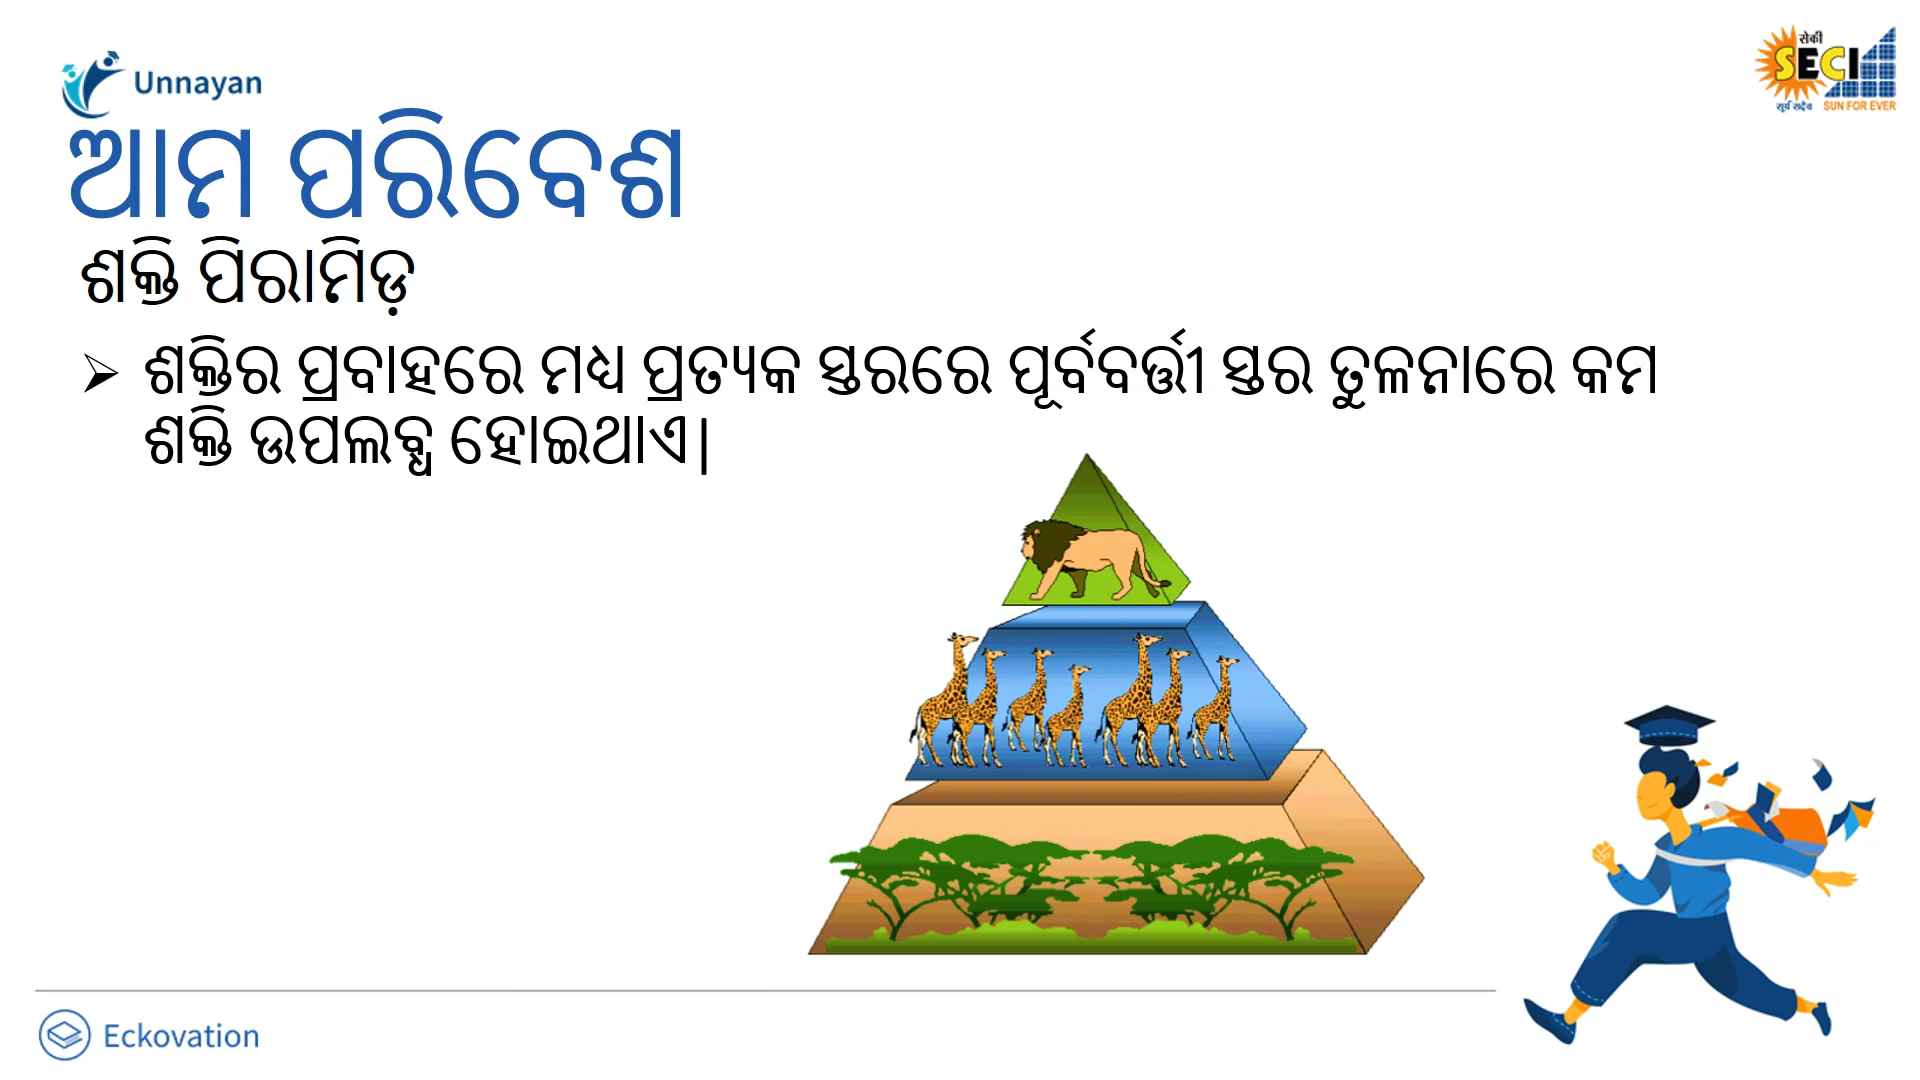 Unnayan
सेकी
SECI
सूर्य सदैव SUN FOR EVER
ଆମ ପରିବେଶ
ଶକ୍ତି ପିରାମିଡ଼
➢ ଶକ୍ତିର ପ୍ରବାହରେ ମଧ୍ୟ ପ୍ରତ୍ୟକ ସ୍ତରରେ ପୂର୍ବବର୍ତ୍ତୀ ସ୍ତର ତୁଳନାରେ କମ
ଶକ୍ତି ଉପଲବ୍ଧ ହୋଇଥାଏ|
Eckovation